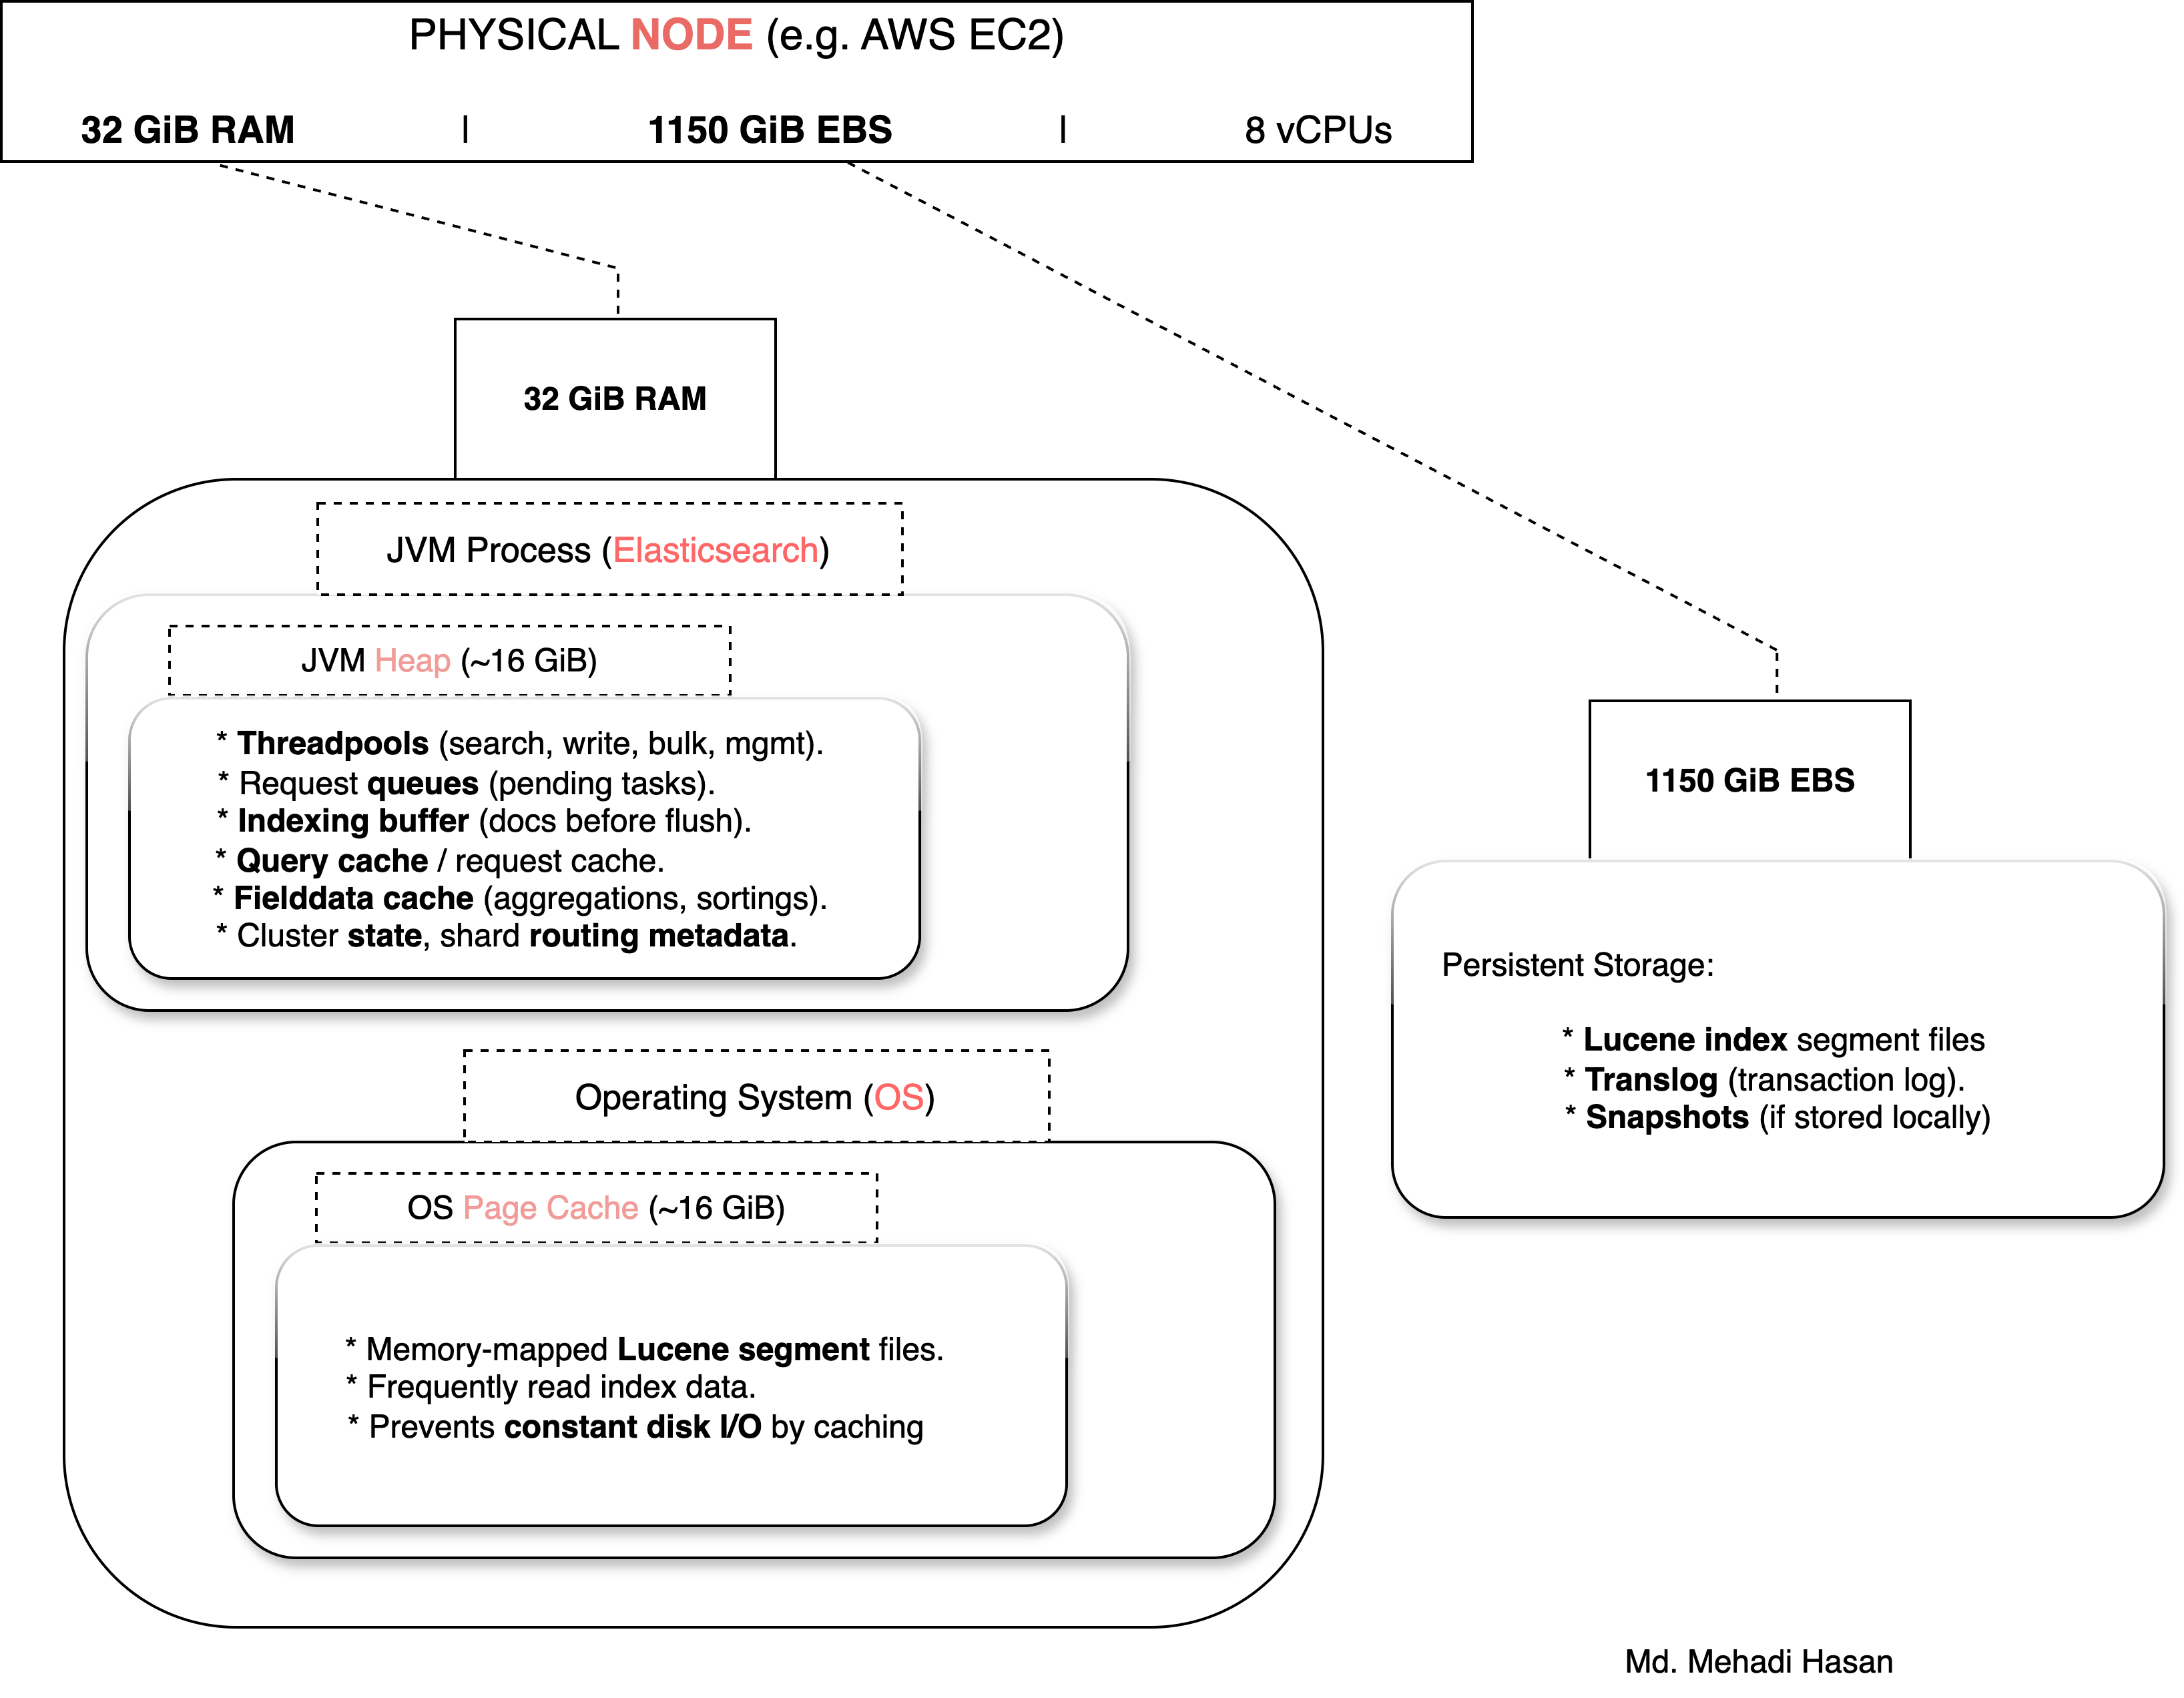 PHYSICAL NODE (e.g. AWS EC2)
32 GiB RAM | 1150 GiB EBS | 8 vCPUs
32 GiB RAM
JVM Process (Elasticsearch)
JVM Heap (~16 GiB)
* Threadpools (search, write, bulk, mgmt).
* Request queues (pending tasks).
* Indexing buffer (docs before flush).
* Query cache / request cache.
* Fielddata cache (aggregations, sortings).
* Cluster state, shard routing metadata.
Operating System (OS)
OS Page Cache (~16 GiB)
* Memory-mapped Lucene segment files.
* Frequently read index data.
* Prevents constant disk I/O by caching
1150 GiB EBS
Persistent Storage:
* Lucene index segment files
* Translog (transaction log).
* Snapshots (if stored locally)
Md. Mehadi Hasan